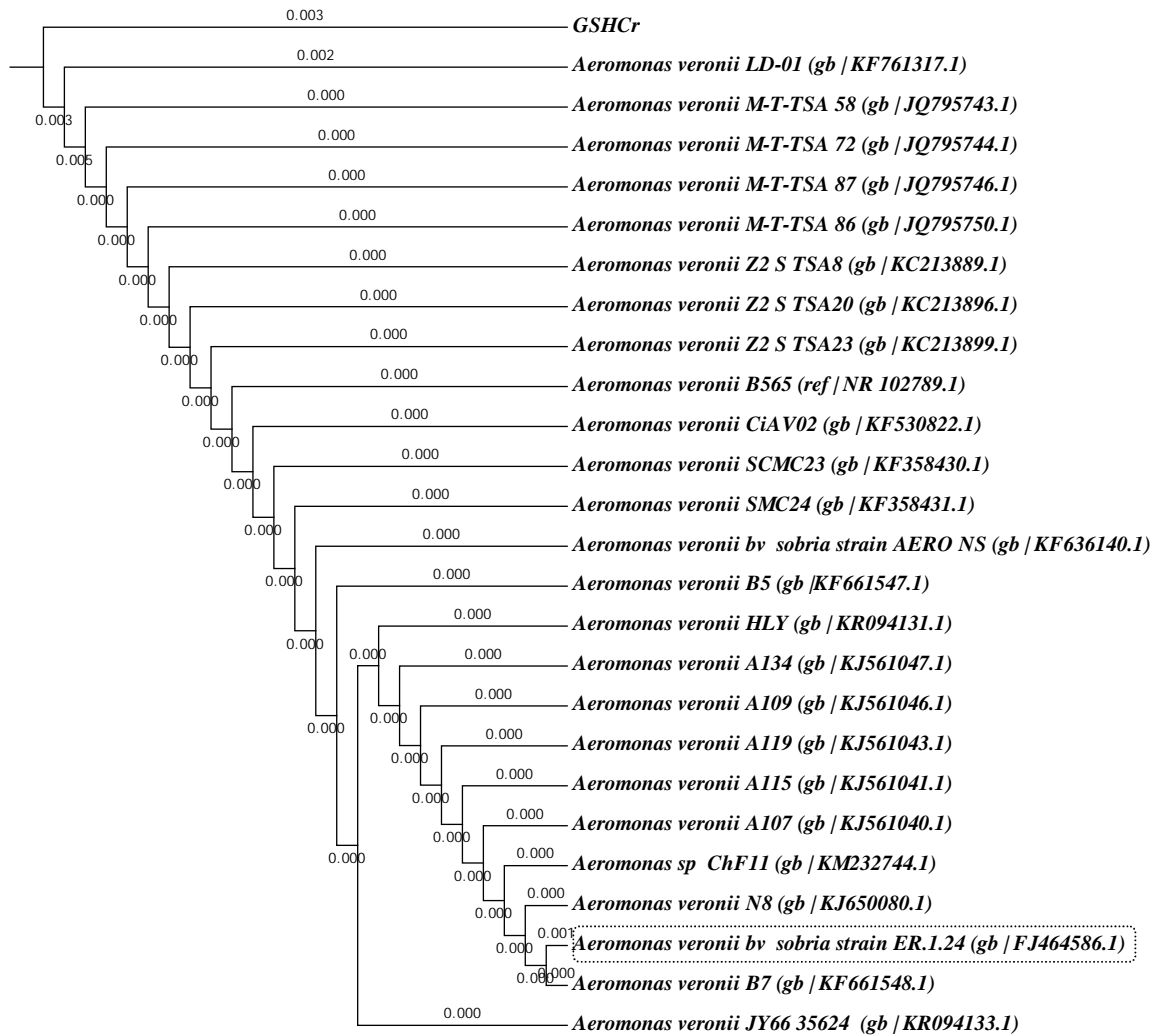 0.003
GSHCr
0.002
Aeromonas veronii LD-01 (gb | KF761317.1)
0.003
0.000
Aeromonas veronii M-T-TSA 58 (gb | JQ795743.1)
0.005
0.000
Aeromonas veronii M-T-TSA 72 (gb | JQ795744.1)
0.000
0.000
Aeromonas veronii M-T-TSA 87 (gb | JQ795746.1)
0.000
0.000
Aeromonas veronii M-T-TSA 86 (gb | JQ795750.1)
0.000
0.000
Aeromonas veronii Z2 S TSA8 (gb | KC213889.1)
0.000
0.000
Aeromonas veronii Z2 S TSA20 (gb | KC213896.1)
0.000
0.000
Aeromonas veronii Z2 S TSA23 (gb | KC213899.1)
0.000
0.000
Aeromonas veronii B565 (ref | NR 102789.1)
0.000
0.000
Aeromonas veronii CiAV02 (gb | KF530822.1)
0.000
0.000
Aeromonas veronii SCMC23 (gb | KF358430.1)
0.000
0.000
Aeromonas veronii SMC24 (gb | KF358431.1)
0.000
0.000
Aeromonas veronii bv sobria strain AERO NS (gb | KF636140.1)
0.000
0.000
Aeromonas veronii B5 (gb |KF661547.1)
0.000
0.000
Aeromonas veronii HLY (gb | KR094131.1)
0.000
0.000
Aeromonas veronii A134 (gb | KJ561047.1)
0.000
0.000
Aeromonas veronii A109 (gb | KJ561046.1)
0.000
0.000
Aeromonas veronii A119 (gb | KJ561043.1)
0.000
0.000
Aeromonas veronii A115 (gb | KJ561041.1)
0.000
0.000
Aeromonas veronii A107 (gb | KJ561040.1)
0.000
0.000
0.000
Aeromonas sp ChF11 (gb | KM232744.1)
0.000
0.000
Aeromonas veronii N8 (gb | KJ650080.1)
0.000
0.001
Aeromonas veronii bv sobria strain ER.1.24 (gb | FJ464586.1)
0.000
0.000
Aeromonas veronii B7 (gb | KF661548.1)
0.000
Aeromonas veronii JY66 35624 (gb | KR094133.1)